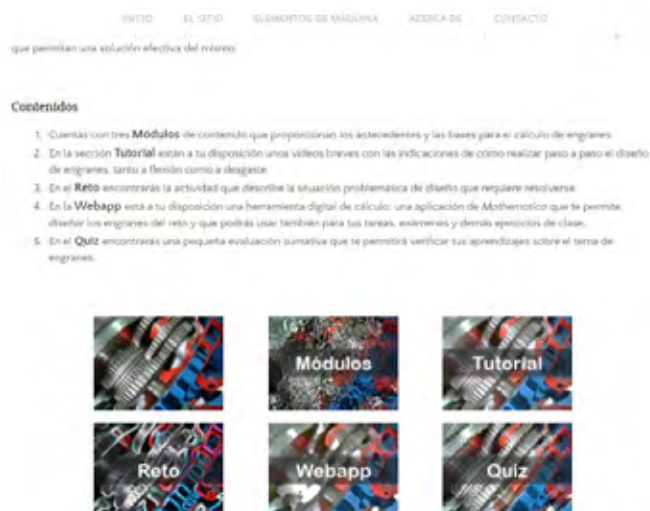 INICIO EL SITIO ELEMENTOS DE MÁQUINA ACERCA DE CONTACTO
que permitan una solución efectiva del mismo.
Contenidos
1. Cuentas con tres Módulos de contenido que proporcionan los antecedentes y las bases para el cálculo de engranes.
2. En la sección Tutorial están a tu disposición unos videos breves con las indicaciones de cómo realizar paso a paso el diseño
de engranes, tanto a flexión como a desgaste.
3. En el Reto encontrarás la actividad que describe la situación problemática de diseño que requiere resolverse.
4. En la Webapp está a tu disposición una herramienta digital de cálculo: una aplicación de Mathematica que te permite
diseñar los engranes del reto y que podrás usar también para tus tareas, exámenes y demás ejercicios de clase.
5. En el Quiz encontrarás una pequeña evaluación sumativa que te permitirá verificar tus aprendizajes sobre el tema de
engranes.
Módulos Tutorial
Reto Webapp Quiz